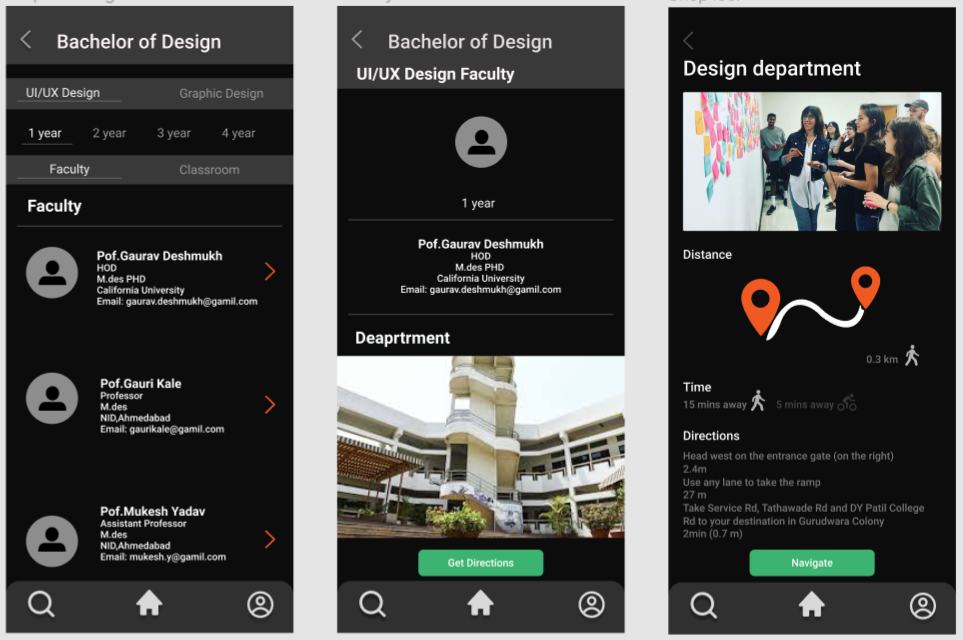 Bachelor of Design
UI/UX Design
Graphic Design
1 year
2 year
3 year
4 year
Faculty
Classroom
Faculty
Pof.Gaurav Deshmukh
HOD
M.des PHD
California University
Email: gaurav.deshmukh@gamil.com
Pof.Gauri Kale
Professor
M.des
NID,Ahmedabad
Email: gaurikale@gamil.com
Pof.Mukesh Yadav
Assistant Professor
M.des
NID,Ahmedabad
Email: mukesh.y@gamil.com
Bachelor of Design
UI/UX Design Faculty
1 year
Pof.Gaurav Deshmukh
HOD
M.des PHD
California University
Email: gaurav.deshmukh@gamil.com
Deaprtrment
Get Directions
Design department
Distance
0.3 km
Time
15 mins away
5 mins away
Directions
Head west on the entrance gate (on the right)
2.4m
Use any lane to take the ramp
27 m
Take Service Rd, Tathawade Rd and DY Patil College
Rd to your destination in Gurudwara Colony
2min (0.7 m)
Navigate